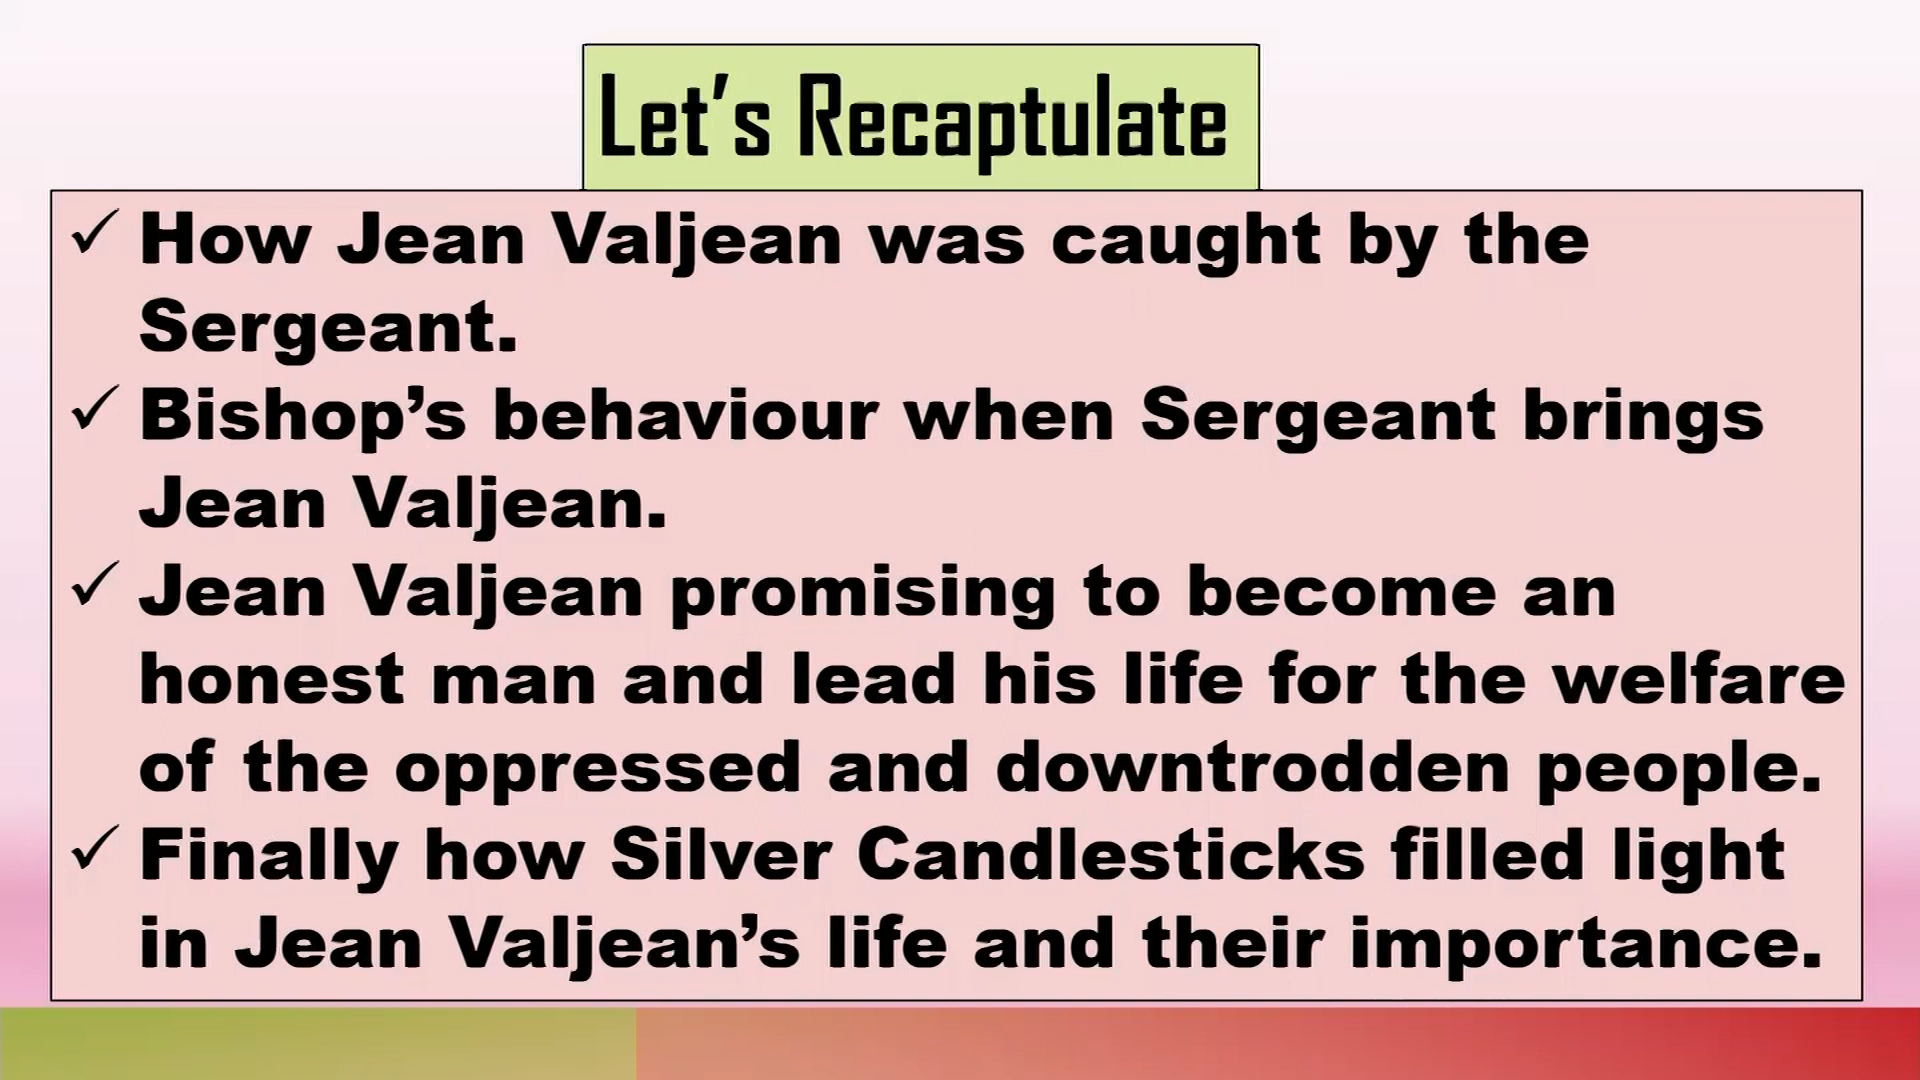 Let’s Recaptulate
✓ How Jean Valjean was caught by the
Sergeant.
✓ Bishop’s behaviour when Sergeant brings
Jean Valjean.
✓ Jean Valjean promising to become an
honest man and lead his life for the welfare
of the oppressed and downtrodden people.
✓ Finally how Silver Candlesticks filled light
in Jean Valjean’s life and their importance.